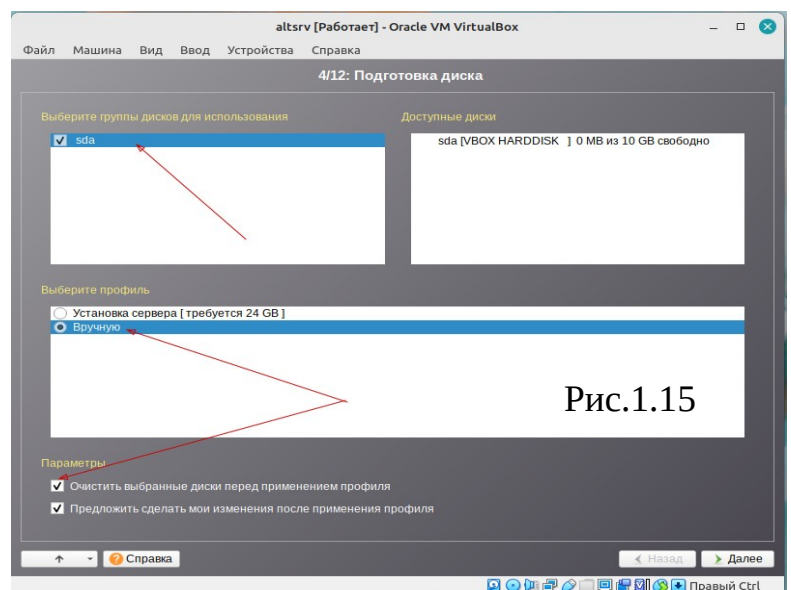 altsrv [Работает] - Oracle VM VirtualBox
Файл Машина Вид Ввод Устройства Справка
4/12: Подготовка диска
Выберите группы дисков для использования
Доступные диски
sda
sda [VBOX HARDDISK ] 0 MB из 10 GB свободно
Выберите профиль
Установка сервера [ требуется 24 GB ]
Вручную
Рис.1.15
Параметры
Очистить выбранные диски перед применением профиля
Предложить сделать мои изменения после применения профиля
Справка
Назад
Далее
Правый Ctrl